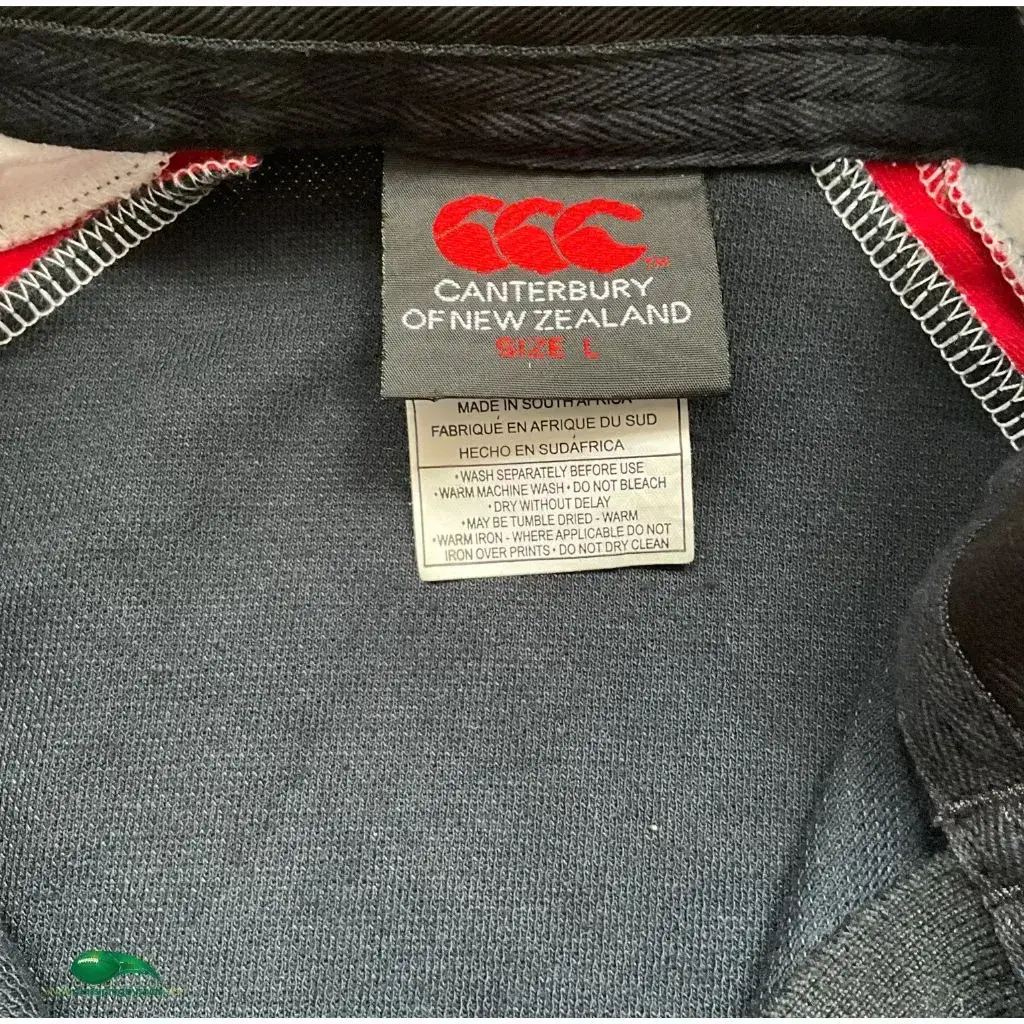 CANTERBURY
OF NEW ZEALAND
SIZE L
MADE IN SOUTH AFRICA
FABRIQUÉ EN AFRIQUE DU SUD
HECHO EN SUDÁFRICA
•WASH SEPARATELY BEFORE USE
•WARM MACHINE WASH•DO NOT BLEACH
•DRY WITHOUT DELAY
•MAY BE TUMBLE DRIED - WARM
•WARM IRON - WHERE APPLICABLE DO NOT
IRON OVER PRINTS•DO NOT DRY CLEAN